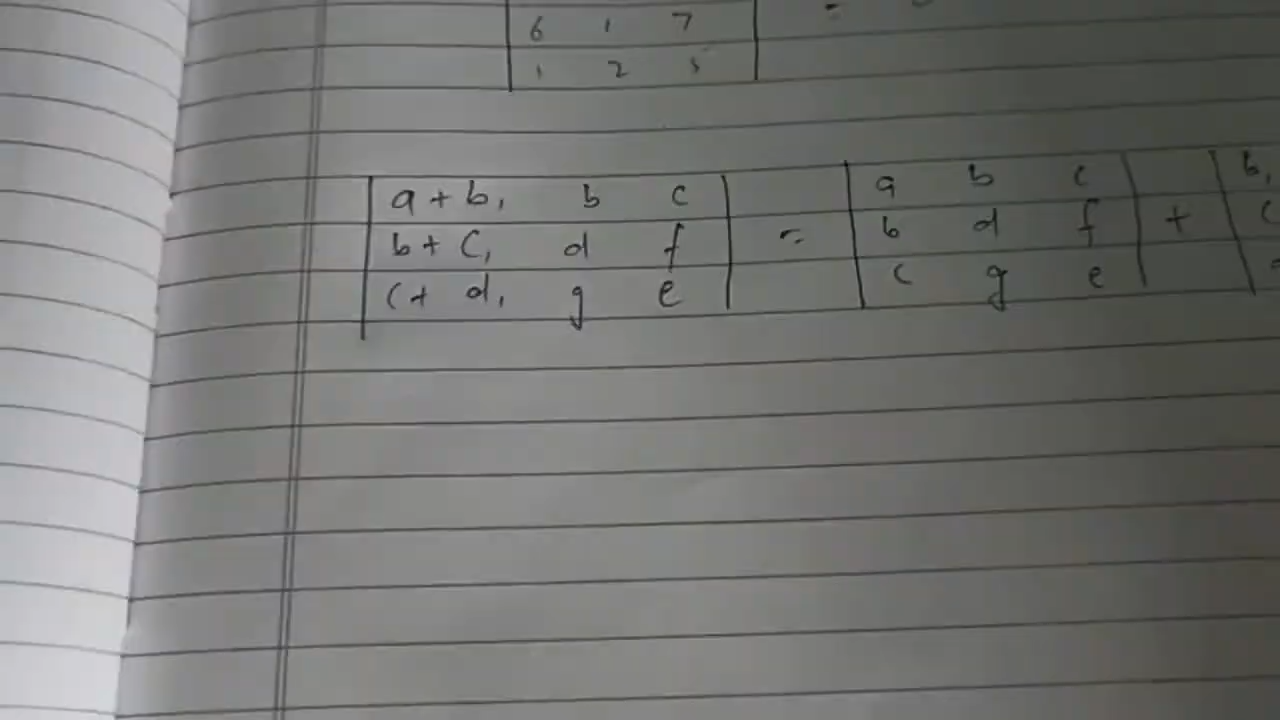 6 1 7
1 2 3
a + b, b c = a b c + b,
b + c, d f b d f c
c + d, g e c g e